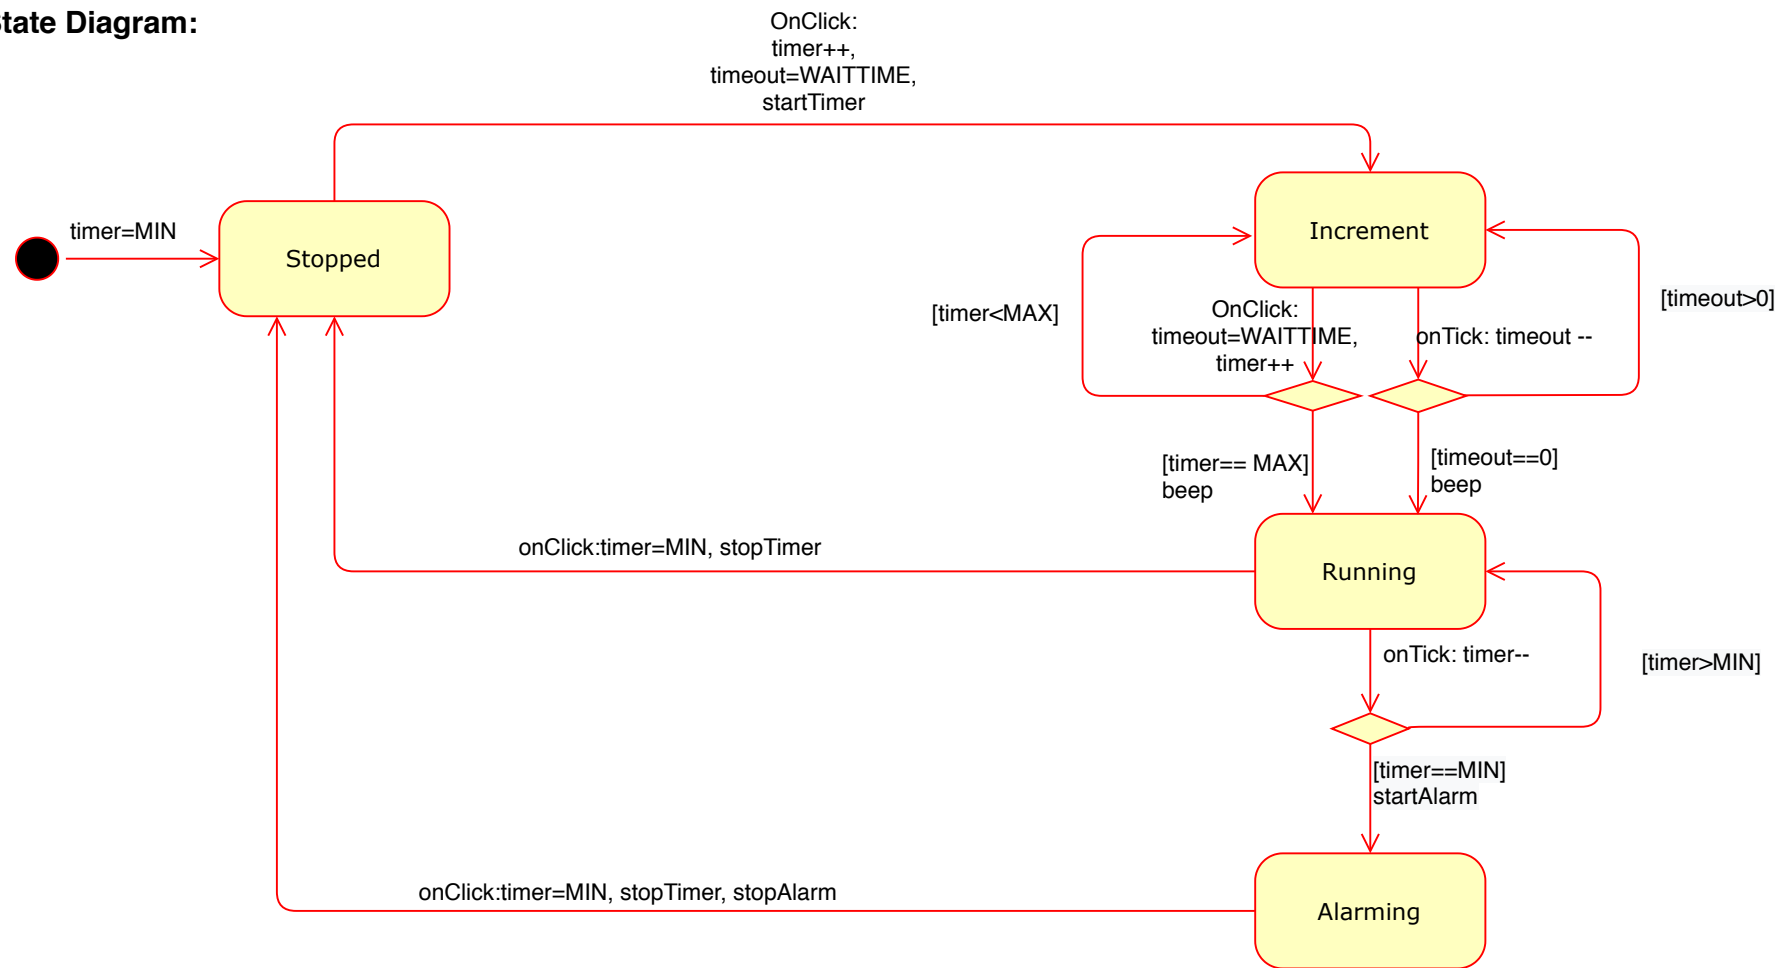 tate Diagram:
OnClick:
timer++,
timeout=WAITTIME,
startTimer
timer=MIN
Stopped
Increment
[timer<MAX]
OnClick:
timeout=WAITTIME,
timer++
onTick: timeout --
[timeout>0]
[timer== MAX]
beep
[timeout==0]
beep
onClick:timer=MIN, stopTimer
Running
onTick: timer--
[timer>MIN]
[timer==MIN]
startAlarm
onClick:timer=MIN, stopTimer, stopAlarm
Alarming